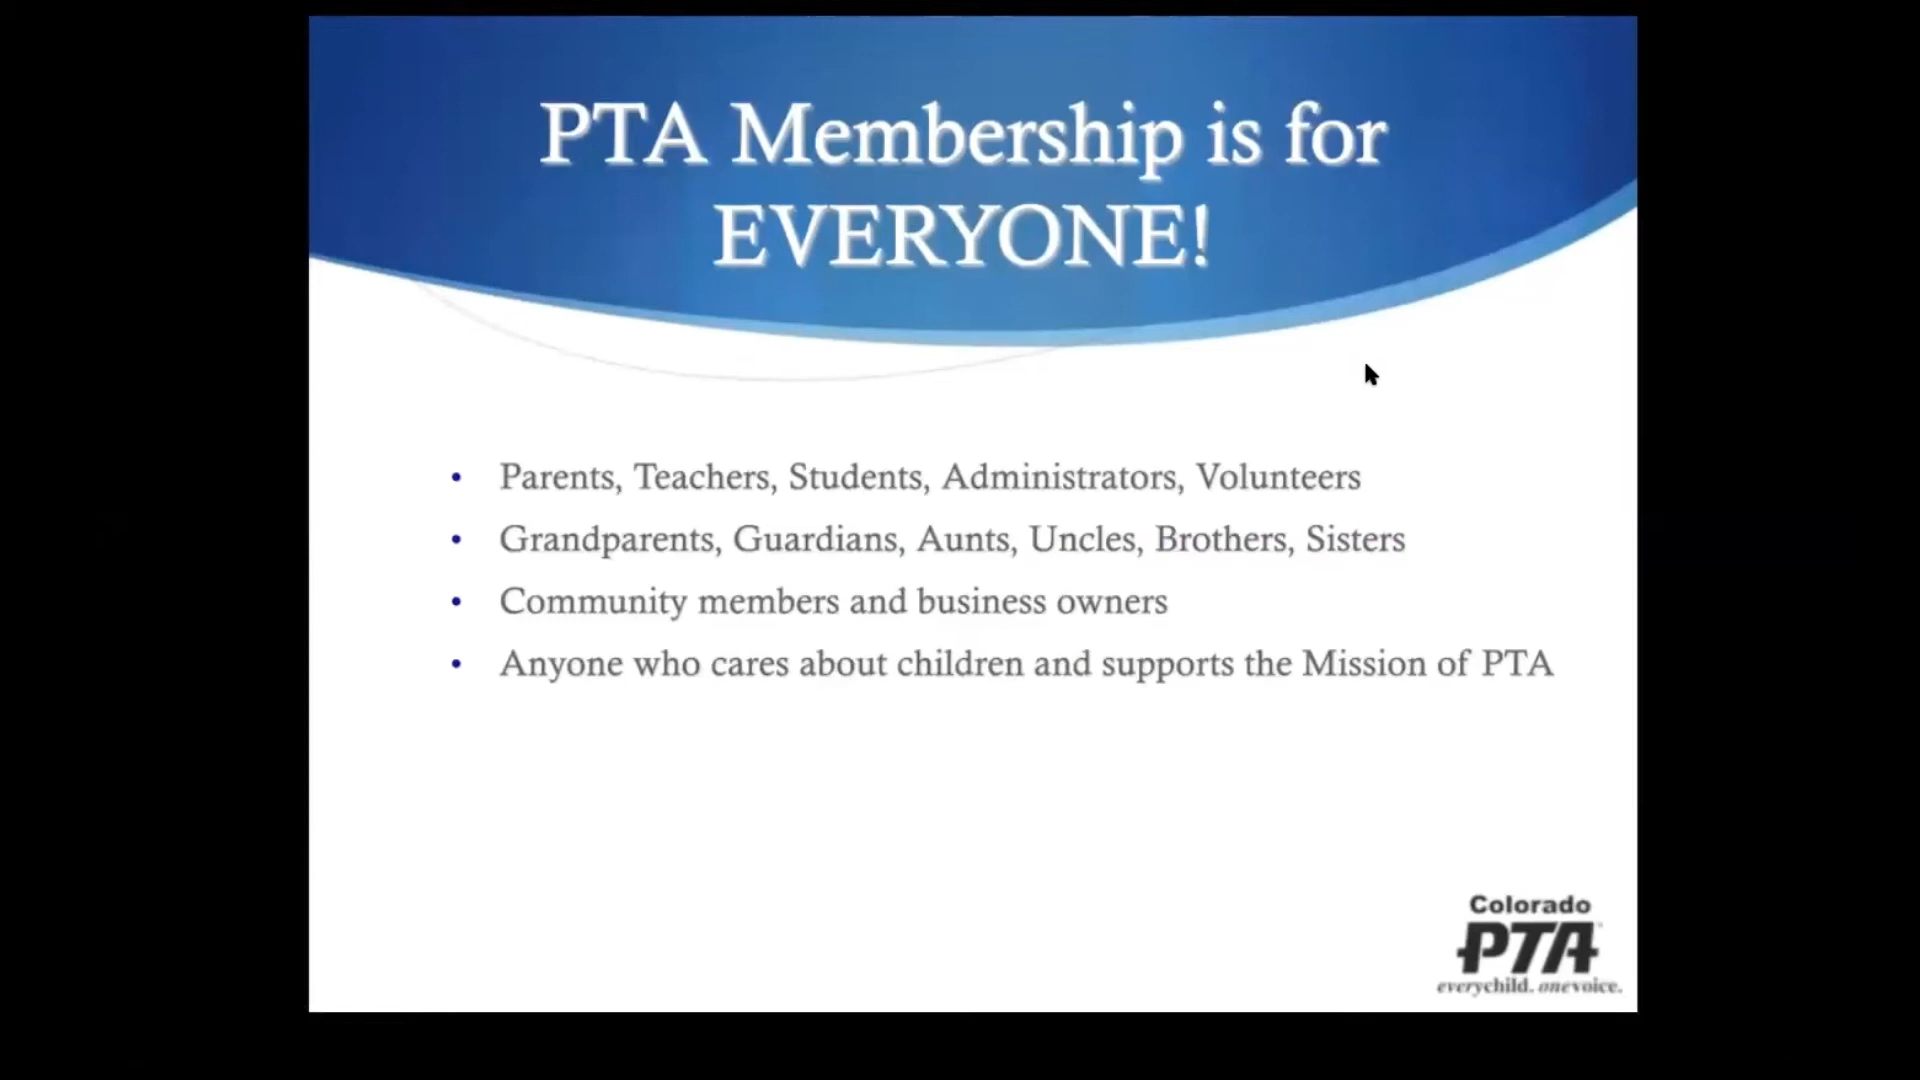 PTA Membership is for
EVERYONE!
• Parents, Teachers, Students, Administrators, Volunteers
• Grandparents, Guardians, Aunts, Uncles, Brothers, Sisters
• Community members and business owners
• Anyone who cares about children and supports the Mission of PTA
Colorado
PTA
everychild. onevoice.